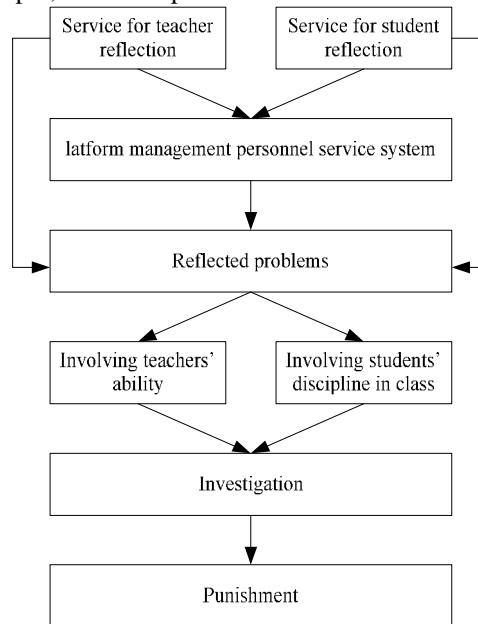 Service for teacher
reflection
Service for student
reflection
latform management personnel service system
Reflected problems
Involving teachers'
ability
Involving students'
discipline in class
Investigation
Punishment